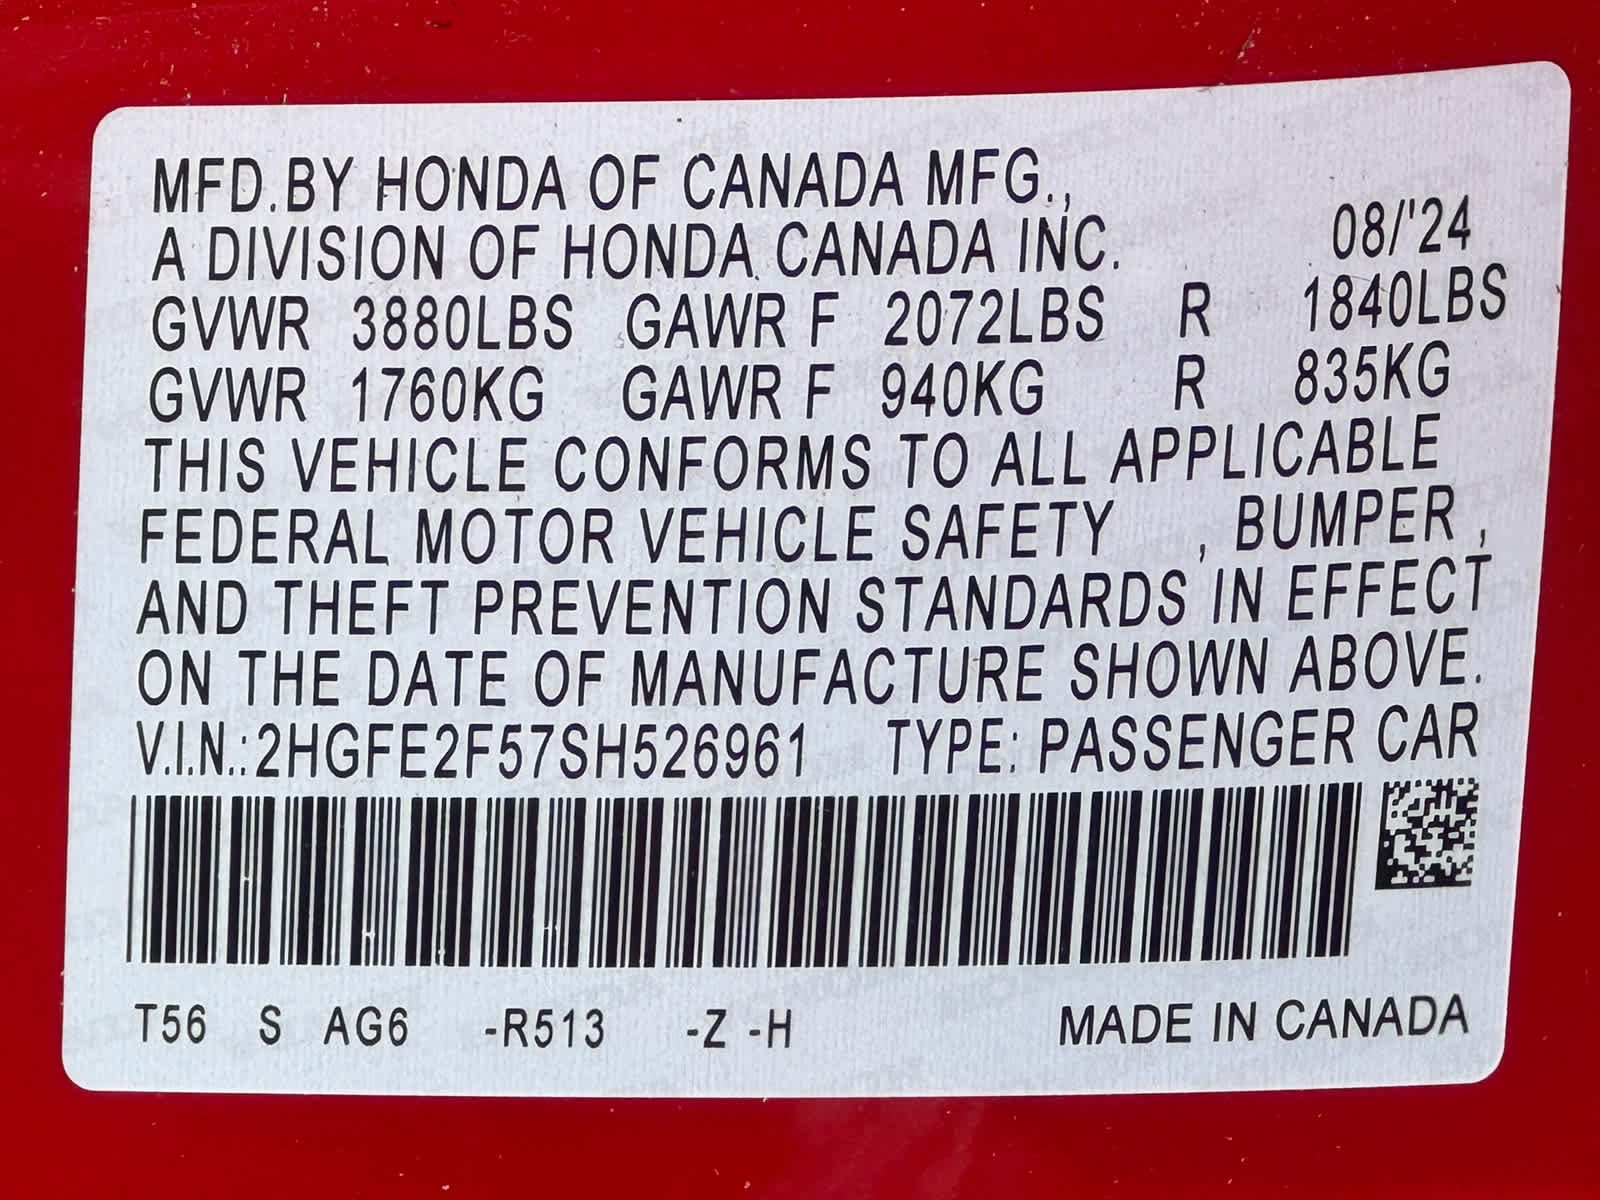 MFD.BY HONDA OF CANADA MFG.,
A DIVISION OF HONDA CANADA INC. 08/'24
GVWR 3880LBS GAWR F 2072LBS R 1840LBS
GVWR 1760KG GAWR F 940KG R 835KG
THIS VEHICLE CONFORMS TO ALL APPLICABLE
FEDERAL MOTOR VEHICLE SAFETY , BUMPER ,
AND THEFT PREVENTION STANDARDS IN EFFECT
ON THE DATE OF MANUFACTURE SHOWN ABOVE.
V.I.N.:2HGFE2F57SH526961 TYPE: PASSENGER CAR
T56 S AG6 -R513 -Z -H MADE IN CANADA